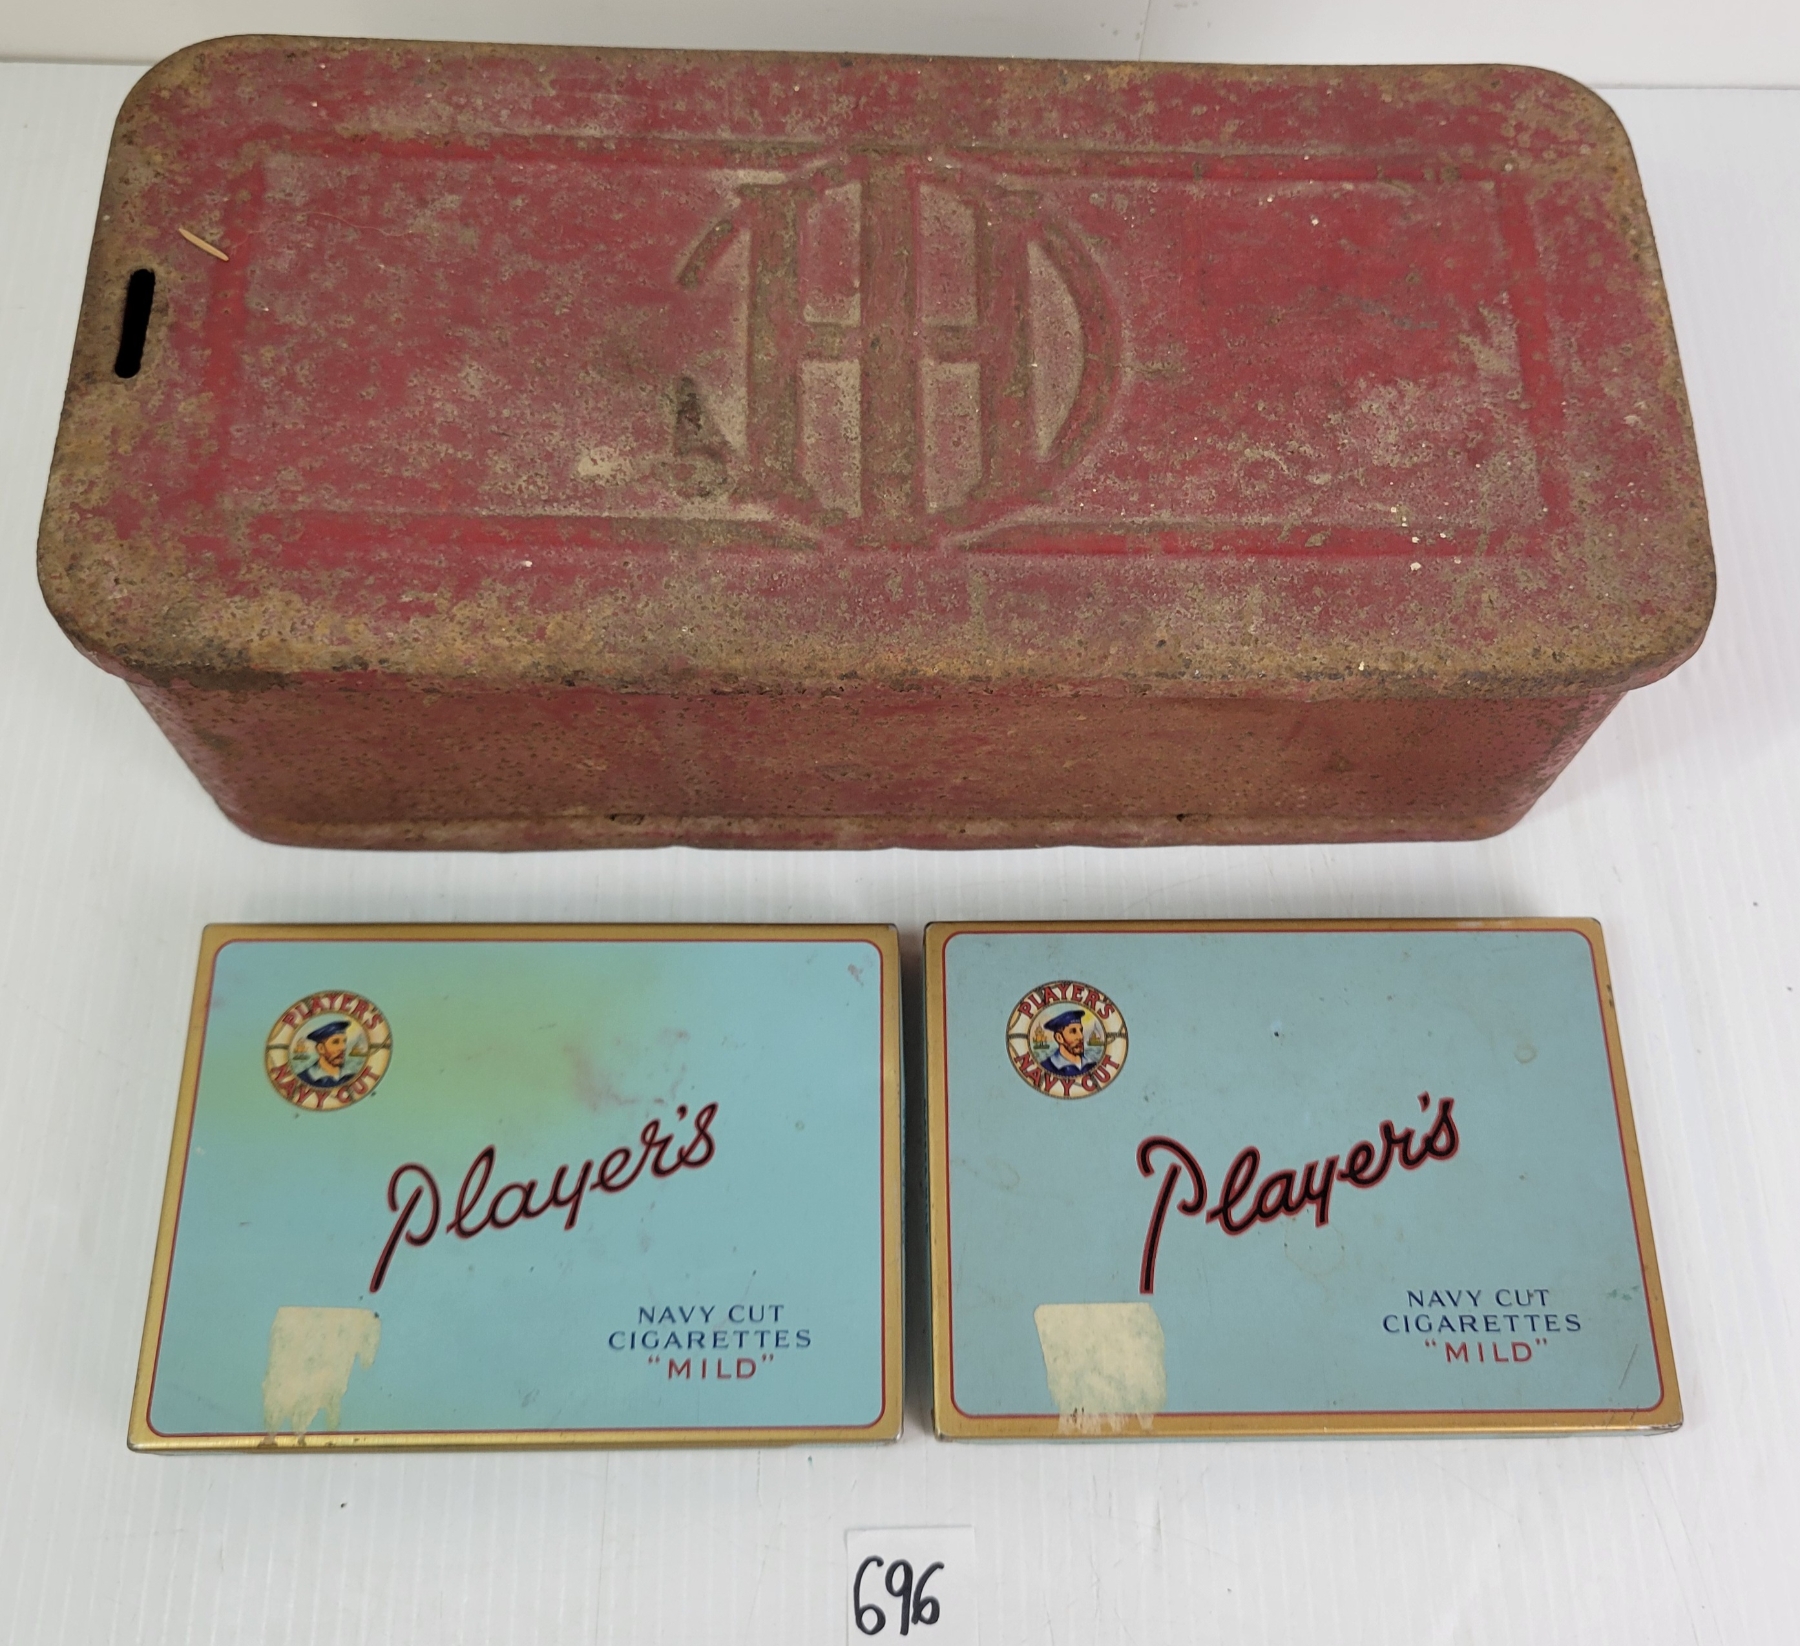 PLAYER'S
NAVY CUT
Player's
NAVY CUT
CIGARETTES
"MILD"
PLAYER'S
NAVY CUT
Player's
NAVY CUT
CIGARETTES
"MILD"
696